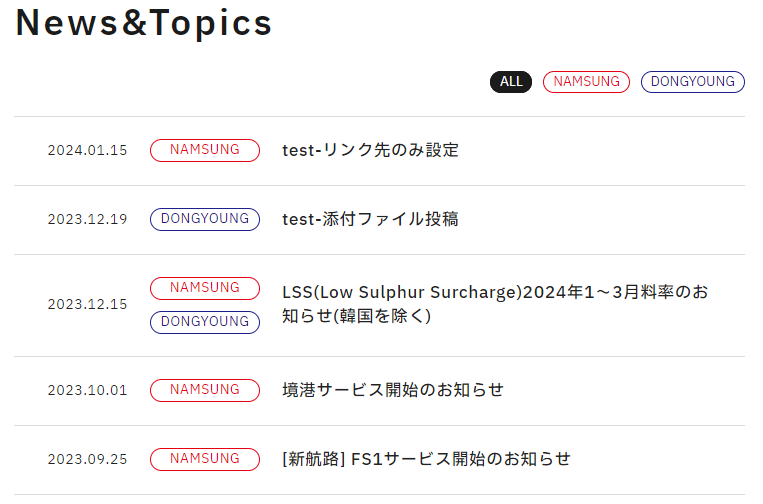 News&Topics
ALL NAMSUNG DONGYOUNG
2024.01.15 NAMSUNG test-リンク先のみ設定
2023.12.19 DONGYOUNG test-添付ファイル投稿
2023.12.15 NAMSUNG DONGYOUNG LSS(Low Sulphur Surcharge)2024年1～3月料率のお
知らせ(韓国を除く)
2023.10.01 NAMSUNG 境港サービス開始のお知らせ
2023.09.25 NAMSUNG [新航路] FS1サービス開始のお知らせ